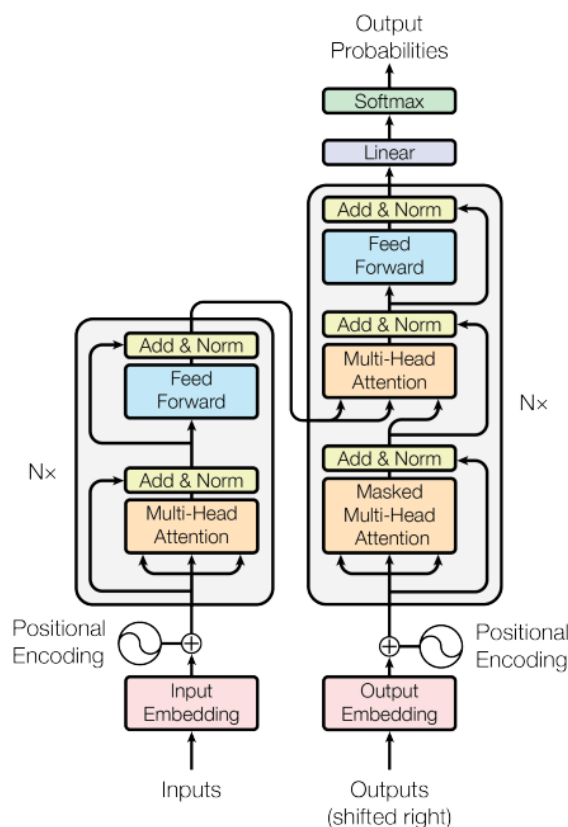 Output
Probabilities
Softmax
Linear
Add & Norm
Feed
Forward
Add & Norm
Multi-Head
Attention
Add & Norm
Masked
Multi-Head
Attention
N×
Add & Norm
Feed
Forward
Add & Norm
Multi-Head
Attention
N×
Positional
Encoding
Positional
Encoding
Input
Embedding
Output
Embedding
Inputs
Outputs
(shifted right)